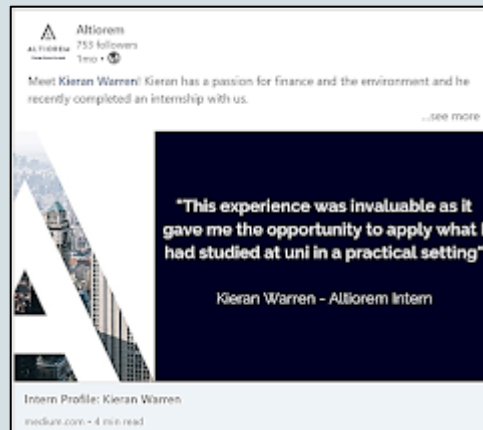 Altiorem
ALTIOREM
753 followers
1mo •
Meet Kieran Warren! Kieran has a passion for finance and the environment and he
recently completed an internship with us.
...see more
"This experience was invaluable as it
gave me the opportunity to apply what I
had studied at uni in a practical setting"
Kieran Warren - Altiorem Intern
Intern Profile: Kieran Warren
medium.com • 4 min read